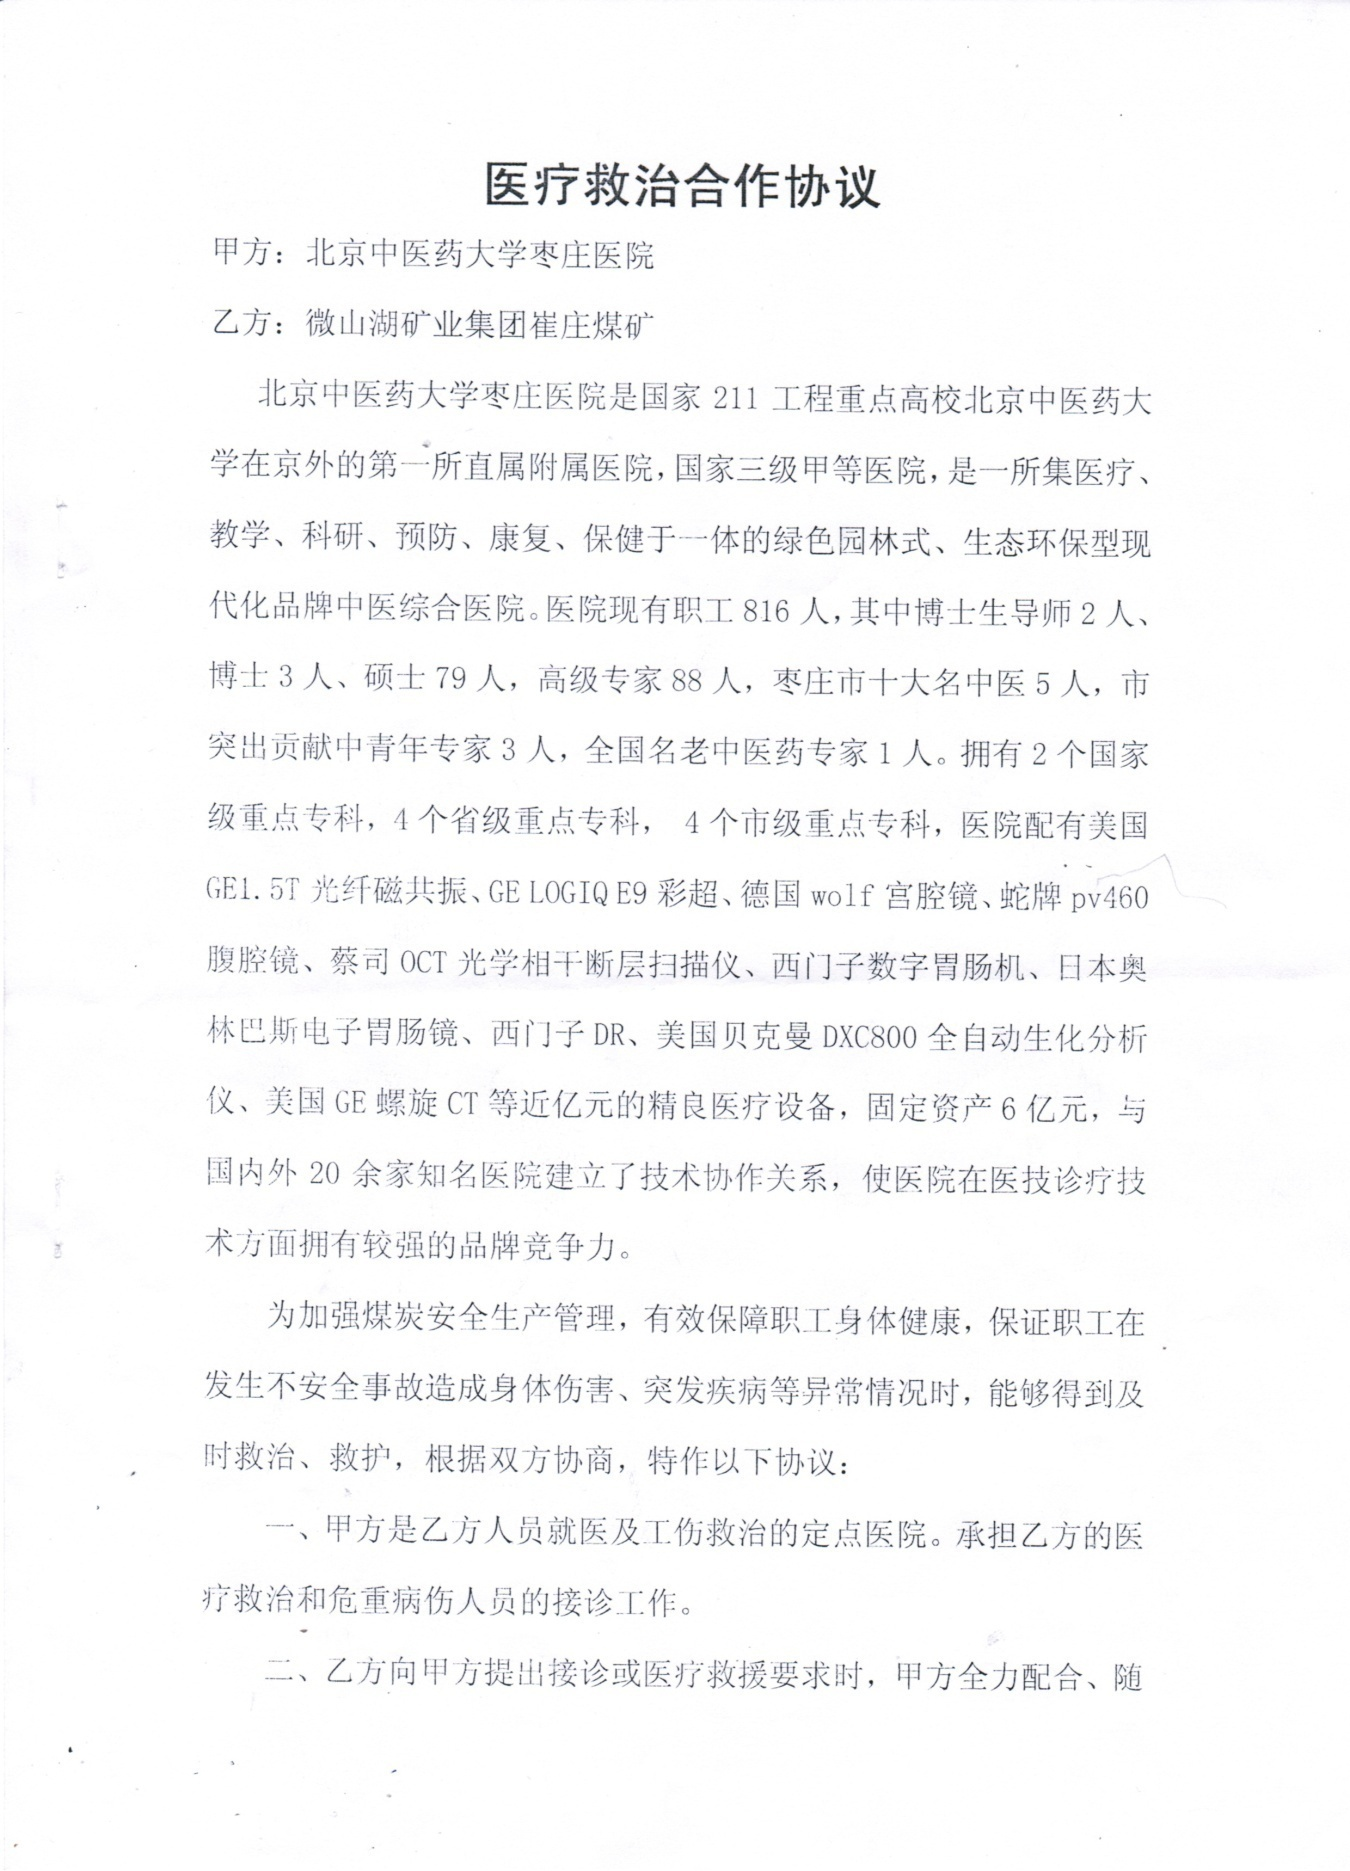 医疗救治合作协议
甲方：北京中医药大学枣庄医院
乙方：微山湖矿业集团崔庄煤矿
北京中医药大学枣庄医院是国家 211 工程重点高校北京中医药大
学在京外的第一所直属附属医院，国家三级甲等医院，是一所集医疗、
教学、科研、预防、康复、保健于一体的绿色园林式、生态环保型现
代化品牌中医综合医院。医院现有职工 816 人，其中博士生导师 2 人、
博士 3 人、硕士 79 人，高级专家 88 人，枣庄市十大名中医 5 人，市
突出贡献中青年专家 3 人，全国名老中医药专家 1 人。拥有 2 个国家
级重点专科，4 个省级重点专科， 4 个市级重点专科，医院配有美国
GE1.5T 光纤磁共振、GE LOGIQ E9 彩超、德国 wolf 宫腔镜、蛇牌 pv460
腹腔镜、蔡司 OCT 光学相干断层扫描仪、西门子数字胃肠机、日本奥
林巴斯电子胃肠镜、西门子 DR、美国贝克曼 DXC800 全自动生化分析
仪、美国 GE 螺旋 CT 等近亿元的精良医疗设备，固定资产 6 亿元，与
国内外 20 余家知名医院建立了技术协作关系，使医院在医技诊疗技
术方面拥有较强的品牌竞争力。
为加强煤炭安全生产管理，有效保障职工身体健康，保证职工在
发生不安全事故造成身体伤害、突发疾病等异常情况时，能够得到及
时救治、救护，根据双方协商，特作以下协议：
一、甲方是乙方人员就医及工伤救治的定点医院。承担乙方的医
疗救治和危重病伤人员的接诊工作。
二、乙方向甲方提出接诊或医疗救援要求时，甲方全力配合、随